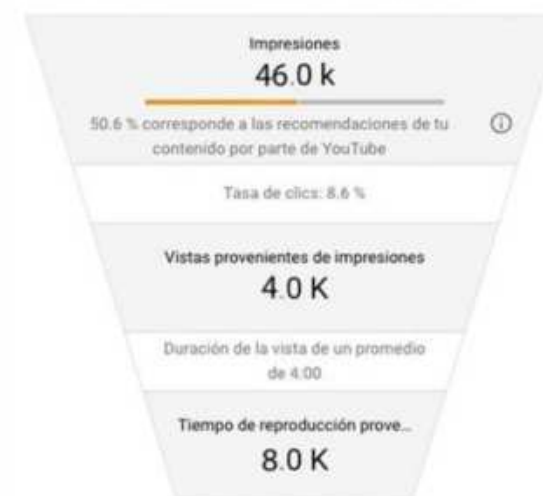 Impresiones
46.0 k
50.6 % corresponde a las recomendaciones de tu
contenido por parte de YouTube
Tasa de clics: 8.6 %
Vistas provenientes de impresiones
4.0 K
Duración de la vista de un promedio
de 4:00
Tiempo de reproducción prove...
8.0 K